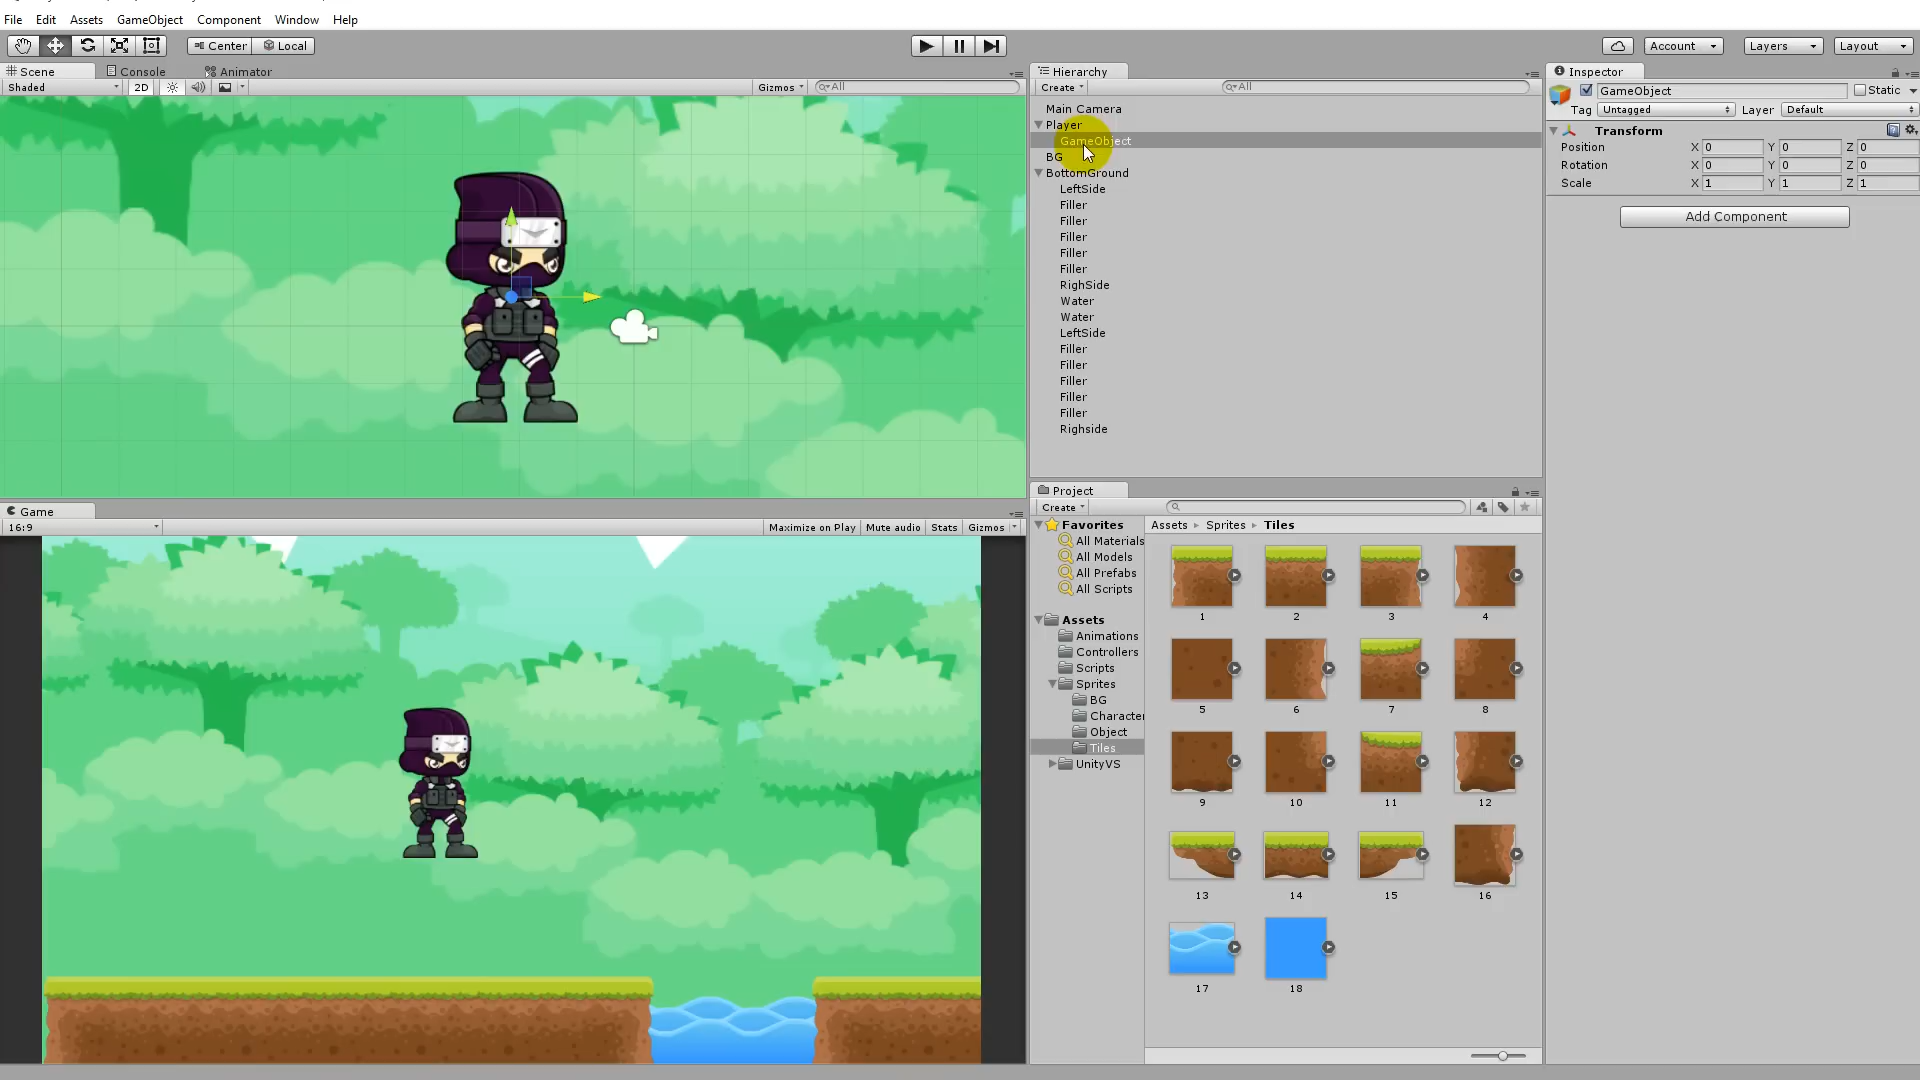 File Edit Assets GameObject Component Window Help
Center Local Account Layers Layout
Scene Console Animator
Shaded 2D Gizmos All
Hierarchy
Create All
Main Camera
Player
GameObject
BG
BottomGround
LeftSide
Filler
Filler
Filler
Filler
Filler
RighSide
Water
Water
LeftSide
Filler
Filler
Filler
Filler
Filler
Righside
Inspector
GameObject Static
Tag Untagged Layer Default
Transform
Position X 0 Y 0 Z 0
Rotation X 0 Y 0 Z 0
Scale X 1 Y 1 Z 1
Add Component
Game
16:9 Maximize on Play Mute audio Stats Gizmos
Project
Create
Favorites
All Materials
All Models
All Prefabs
All Scripts
Assets
Animations
Controllers
Scripts
Sprites
BG
Character
Object
Tiles
UnityVS
Assets Sprites Tiles
1 2 3 4
5 6 7 8
9 10 11 12
13 14 15 16
17 18